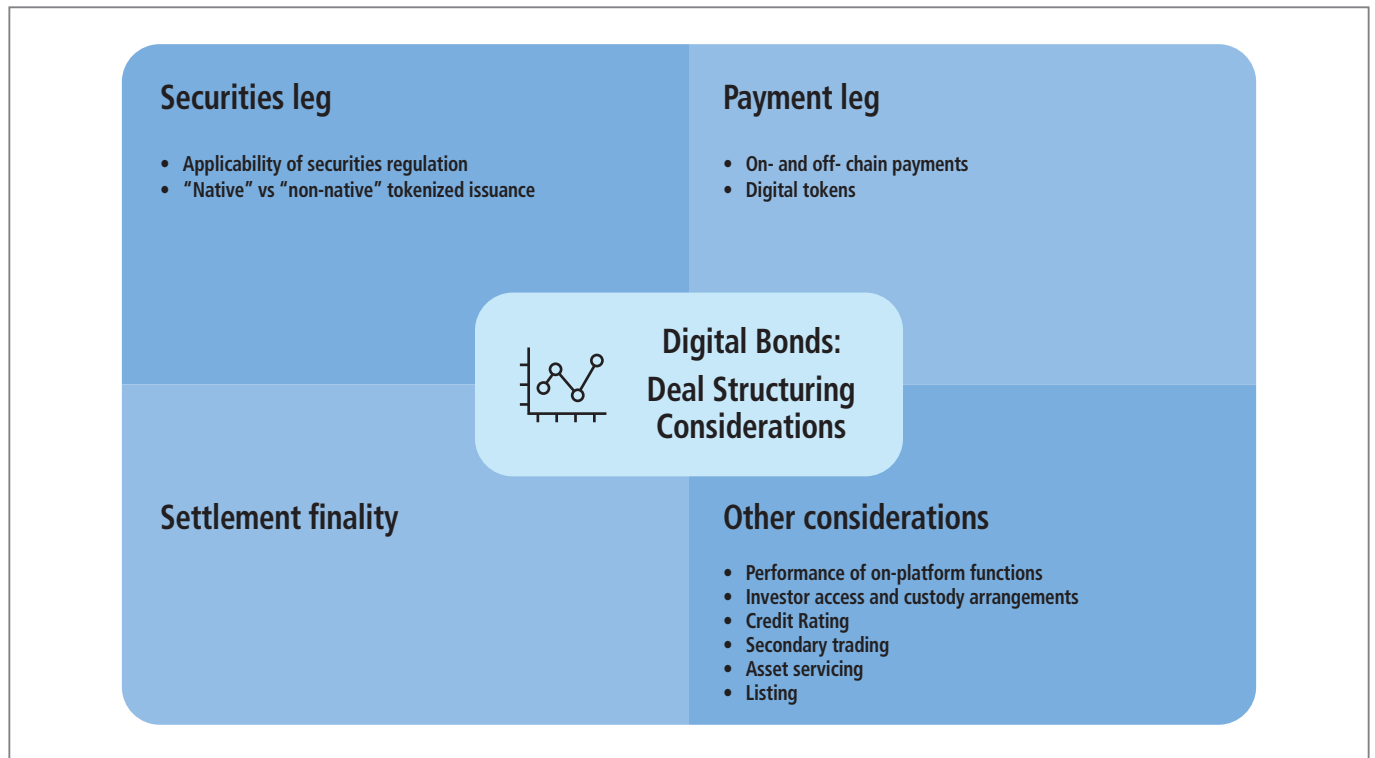 Securities leg
• Applicability of securities regulation
• “Native” vs “non-native” tokenized issuance
Payment leg
• On- and off- chain payments
• Digital tokens
Digital Bonds:
Deal Structuring
Considerations
Settlement finality
Other considerations
• Performance of on-platform functions
• Investor access and custody arrangements
• Credit Rating
• Secondary trading
• Asset servicing
• Listing